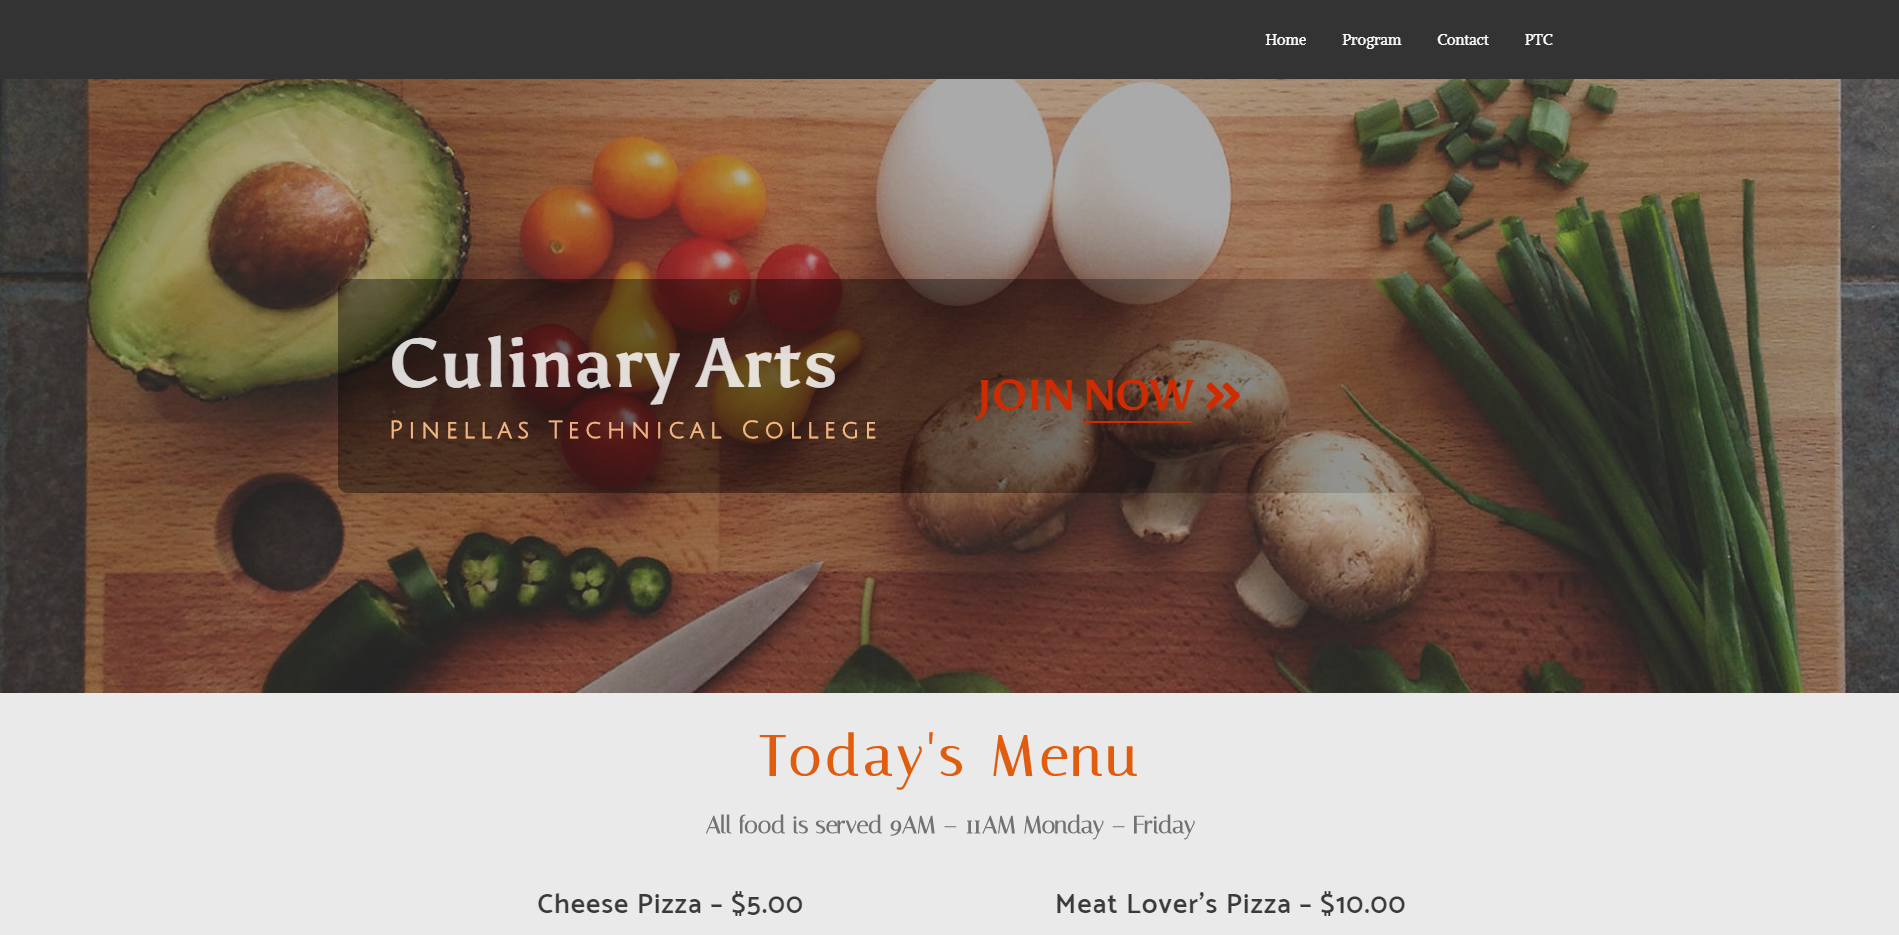 Home Program Contact PTC
Culinary Arts
JOIN NOW »
PINELLAS TECHNICAL COLLEGE
Today's Menu
All food is served 9AM – 11AM Monday – Friday
Cheese Pizza – $5.00
Meat Lover’s Pizza – $10.00